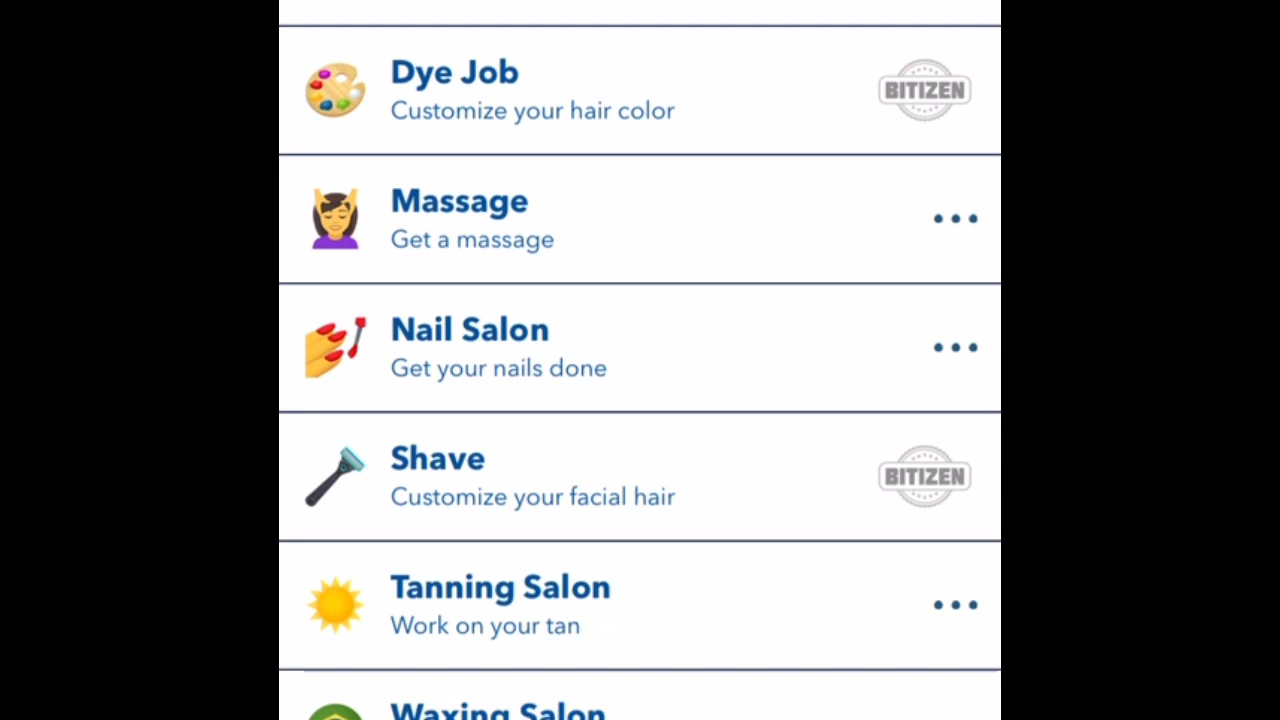 Dye Job
Customize your hair color
BITIZEN
Massage
Get a massage
Nail Salon
Get your nails done
Shave
Customize your facial hair
BITIZEN
Tanning Salon
Work on your tan
Waxing Salon